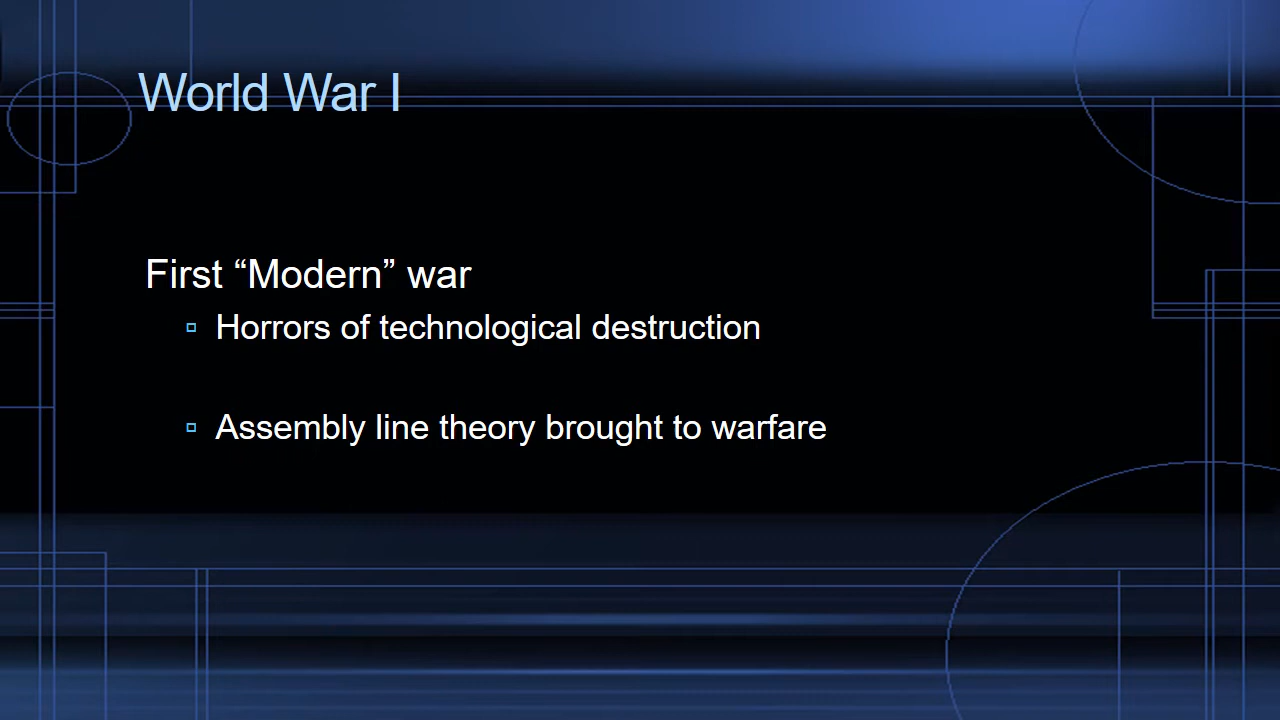 World War I
First “Modern” war
Horrors of technological destruction
Assembly line theory brought to warfare